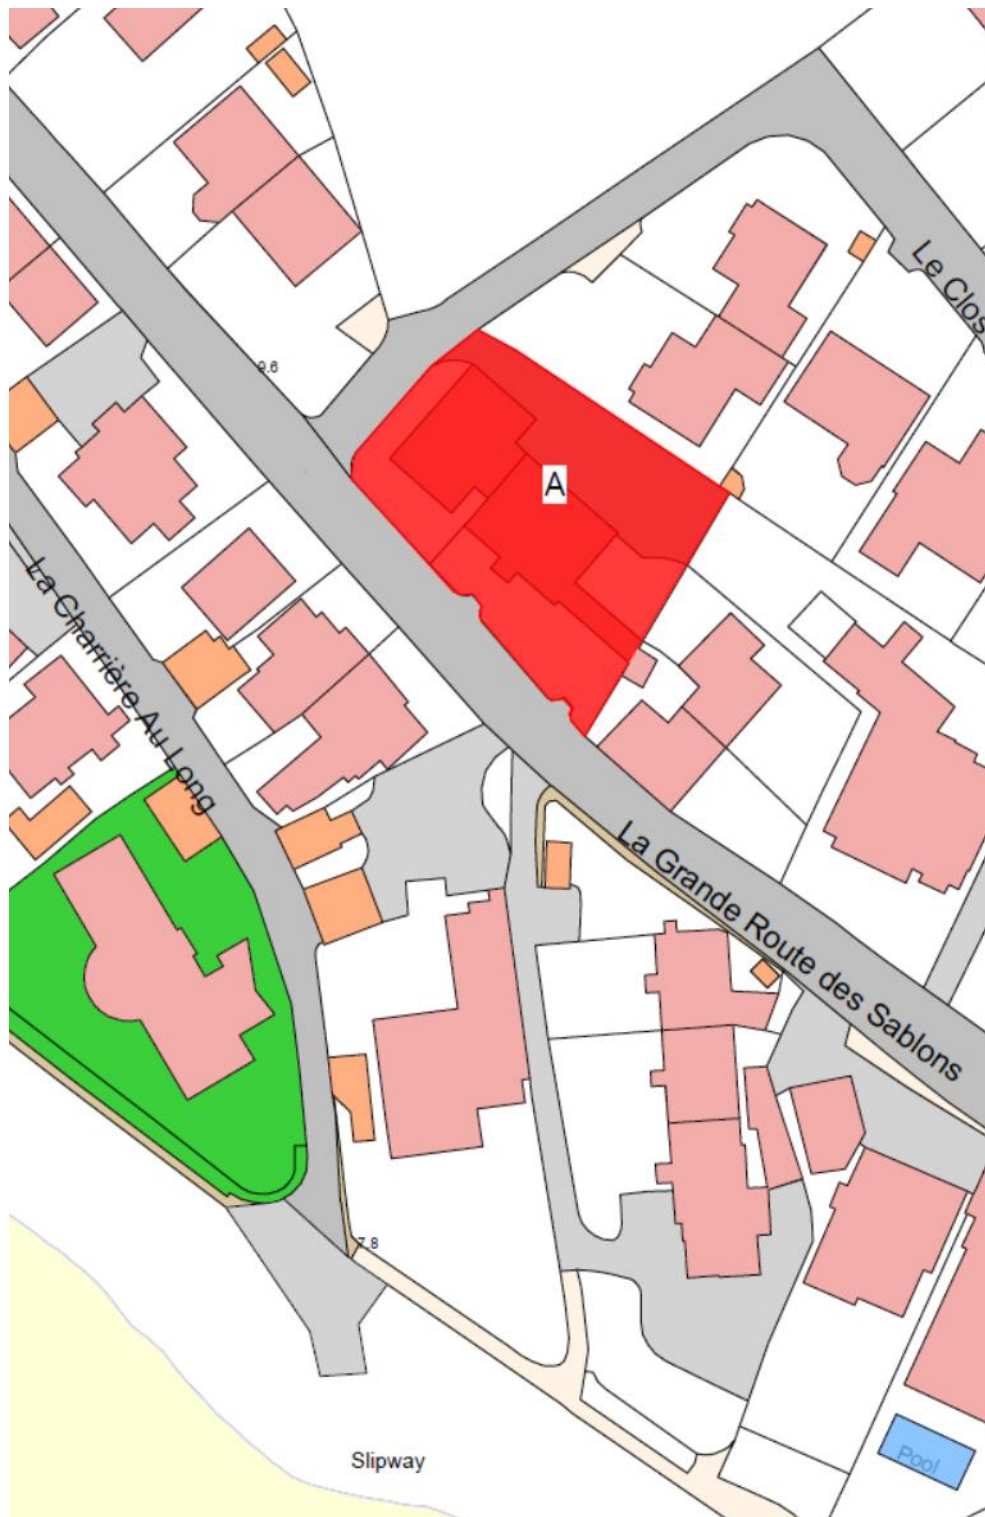 Le Clos
9.6
A
La Charrière Au Long
La Grande Route des Sablons
7.8
Slipway
Pool